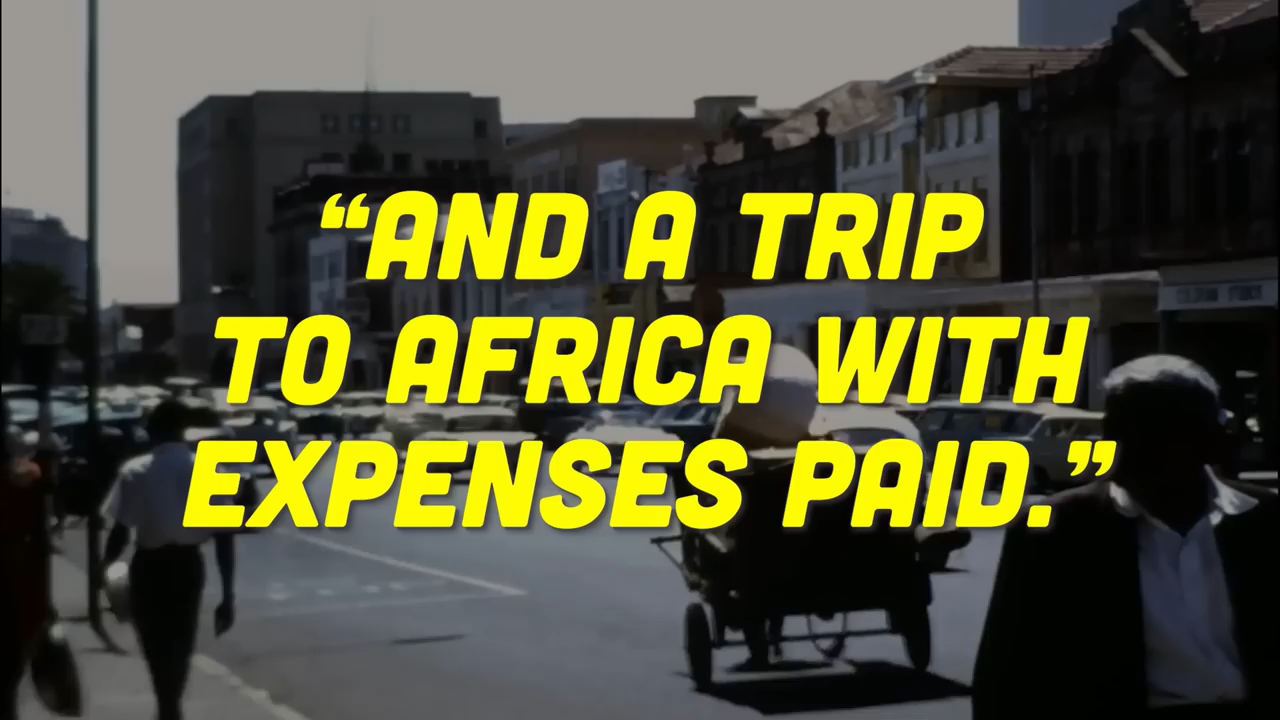 “AND A TRIP
TO AFRICA WITH
EXPENSES PAID.”